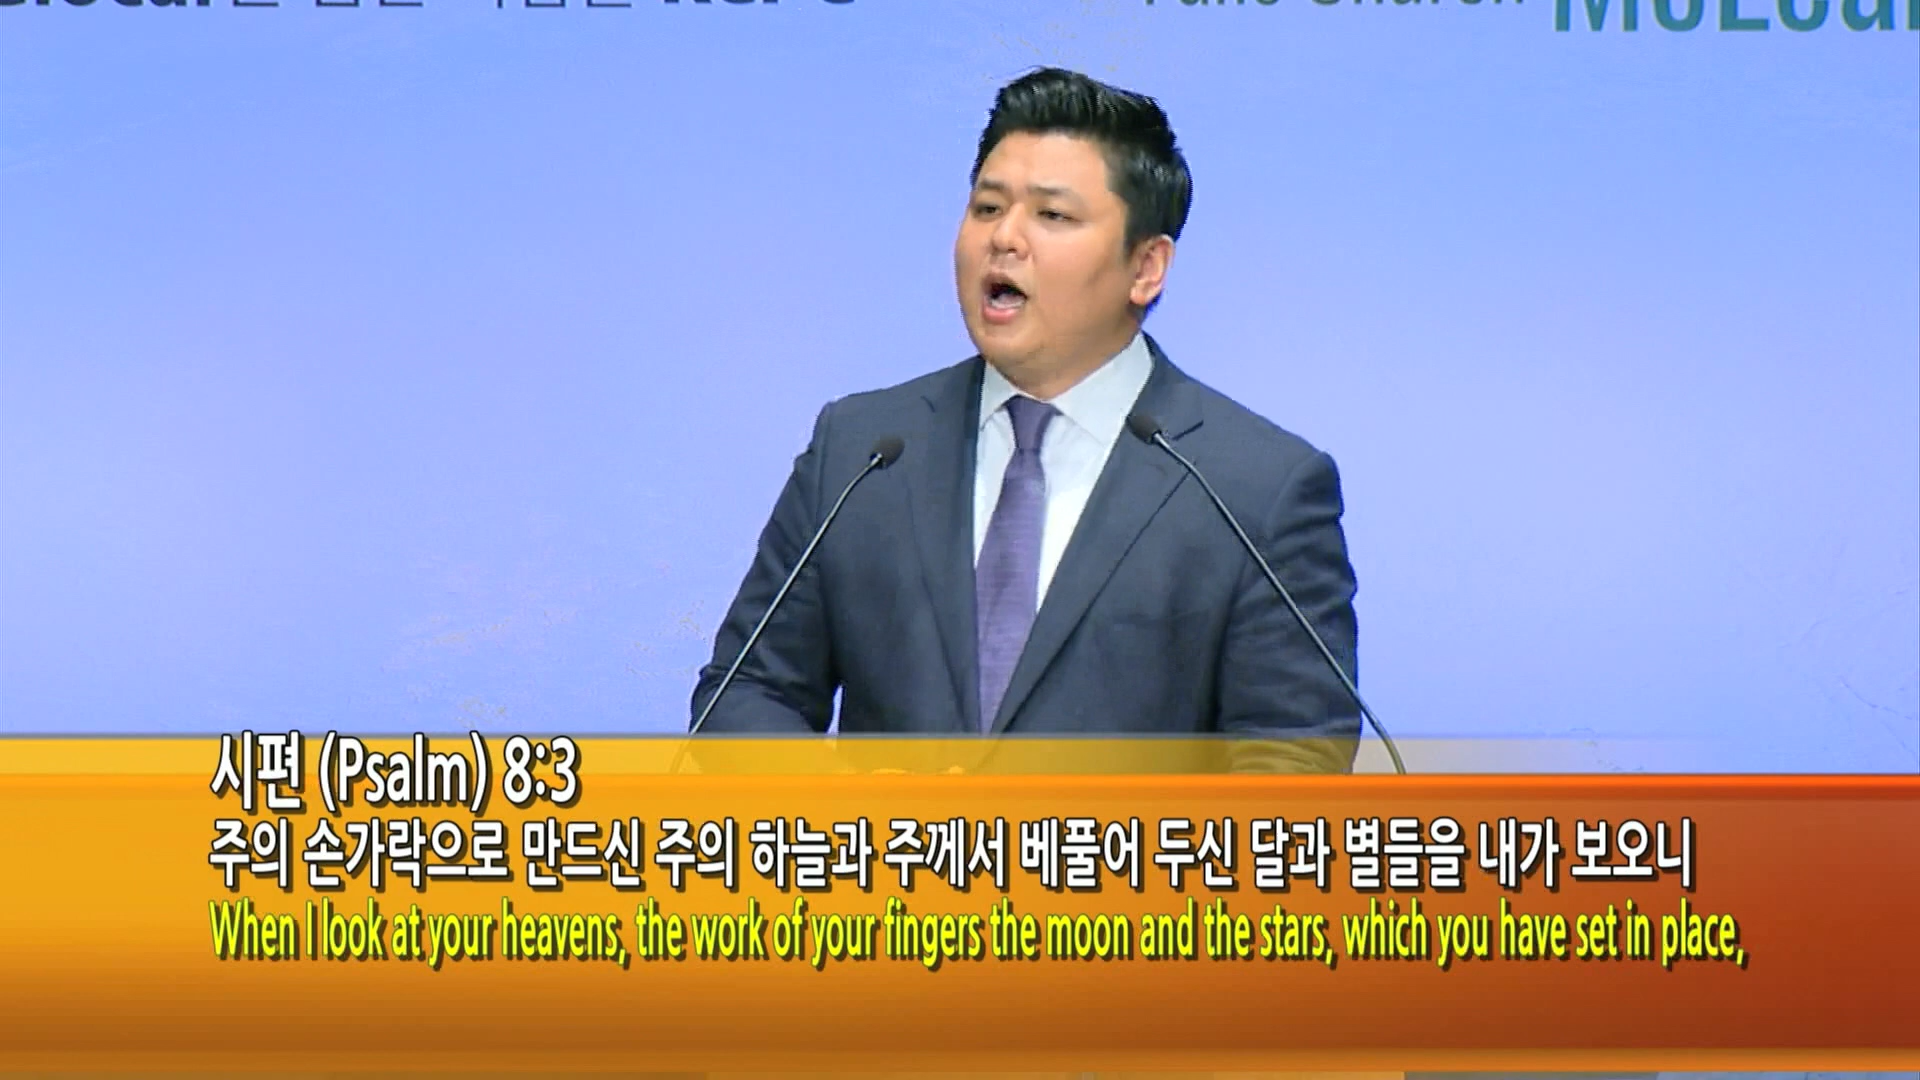 시편 (Psalm) 8:3
주의 손가락으로 만드신 주의 하늘과 주께서 베풀어 두신 달과 별들을 내가 보오니
When I look at your heavens, the work of your fingers the moon and the stars, which you have set in place,